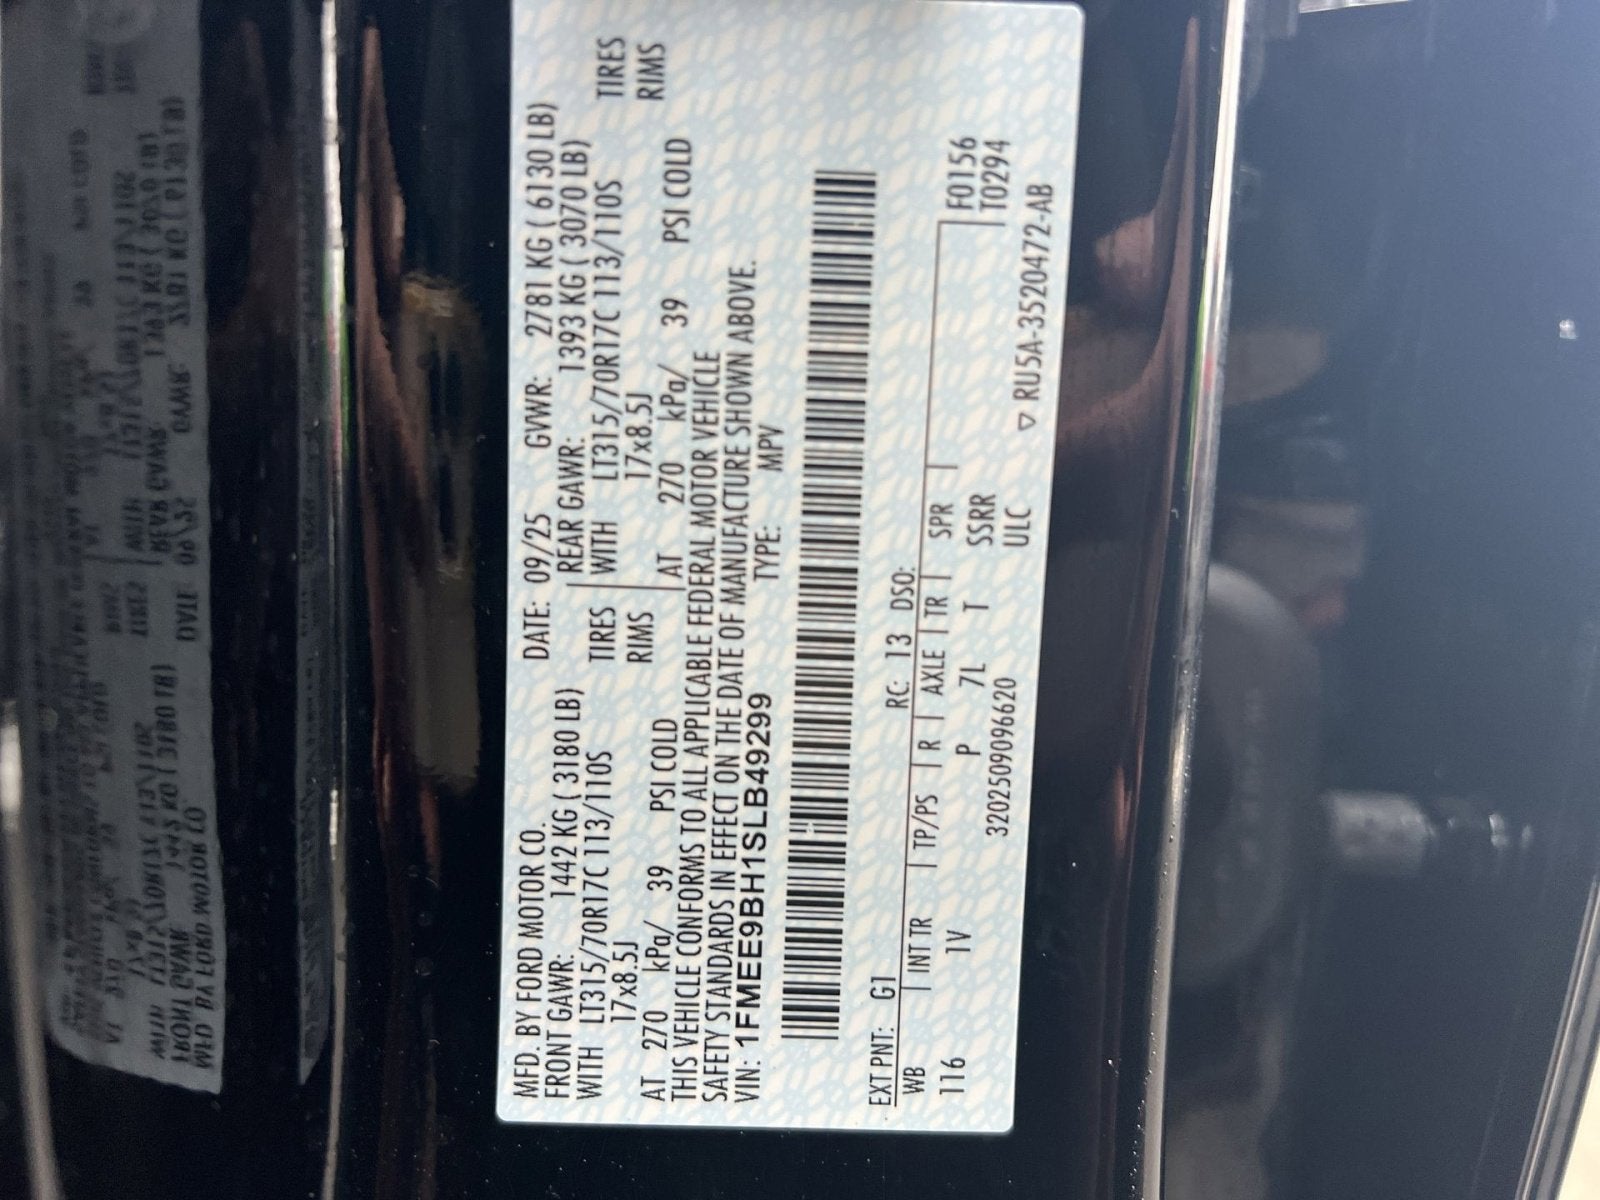 MFD. BY FORD MOTOR CO.
DATE: 09/25 GVWR: 2781 KG ( 6130 LB)
FRONT GAWR: 1442 KG ( 3180 LB)
REAR GAWR: 1393 KG ( 3070 LB)
WITH LT315/70R17C 113/110S TIRES
WITH LT315/70R17C 113/110S TIRES
17x8.5J RIMS
17x8.5J RIMS
AT 270 kPa/ 39 PSI COLD
AT 270 kPa/ 39 PSI COLD
THIS VEHICLE CONFORMS TO ALL APPLICABLE FEDERAL MOTOR VEHICLE
SAFETY STANDARDS IN EFFECT ON THE DATE OF MANUFACTURE SHOWN ABOVE.
VIN: 1FMEE9BH1SLB49299 TYPE: MPV
EXT PNT: G1 RC: 13 DSO:
WB INT TR TP/PS R AXLE TR SPR
116 1V P 7L T SSRR
F0156
T0294
320250909 6620 ULC
▽ RU5A-3520472-AB